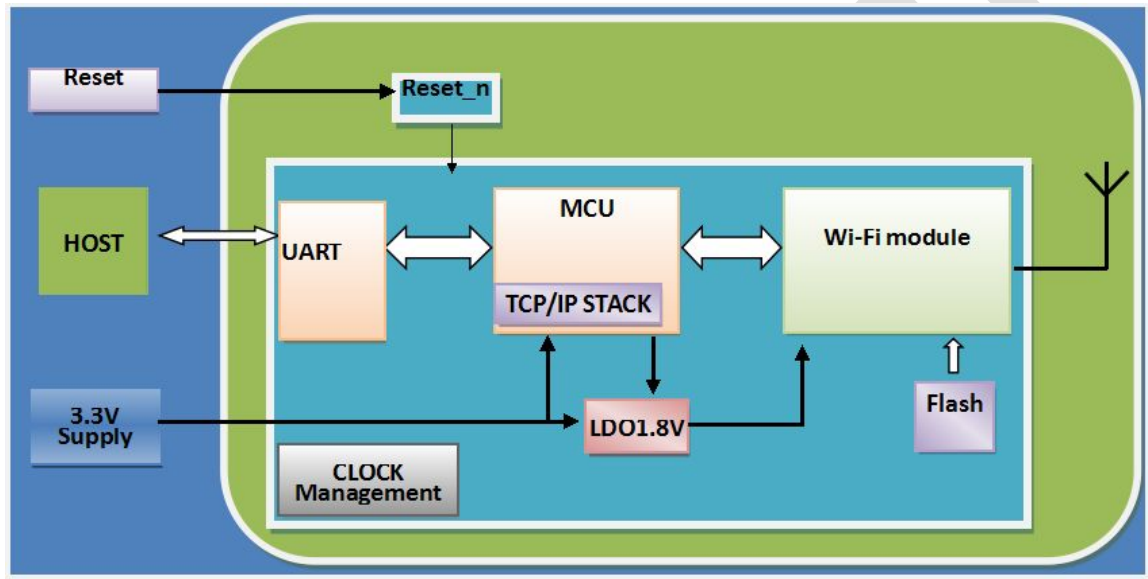 Reset
Reset_n
HOST
UART
MCU
TCP/IP STACK
Wi-Fi module
3.3V
Supply
LDO1.8V
Flash
CLOCK
Management